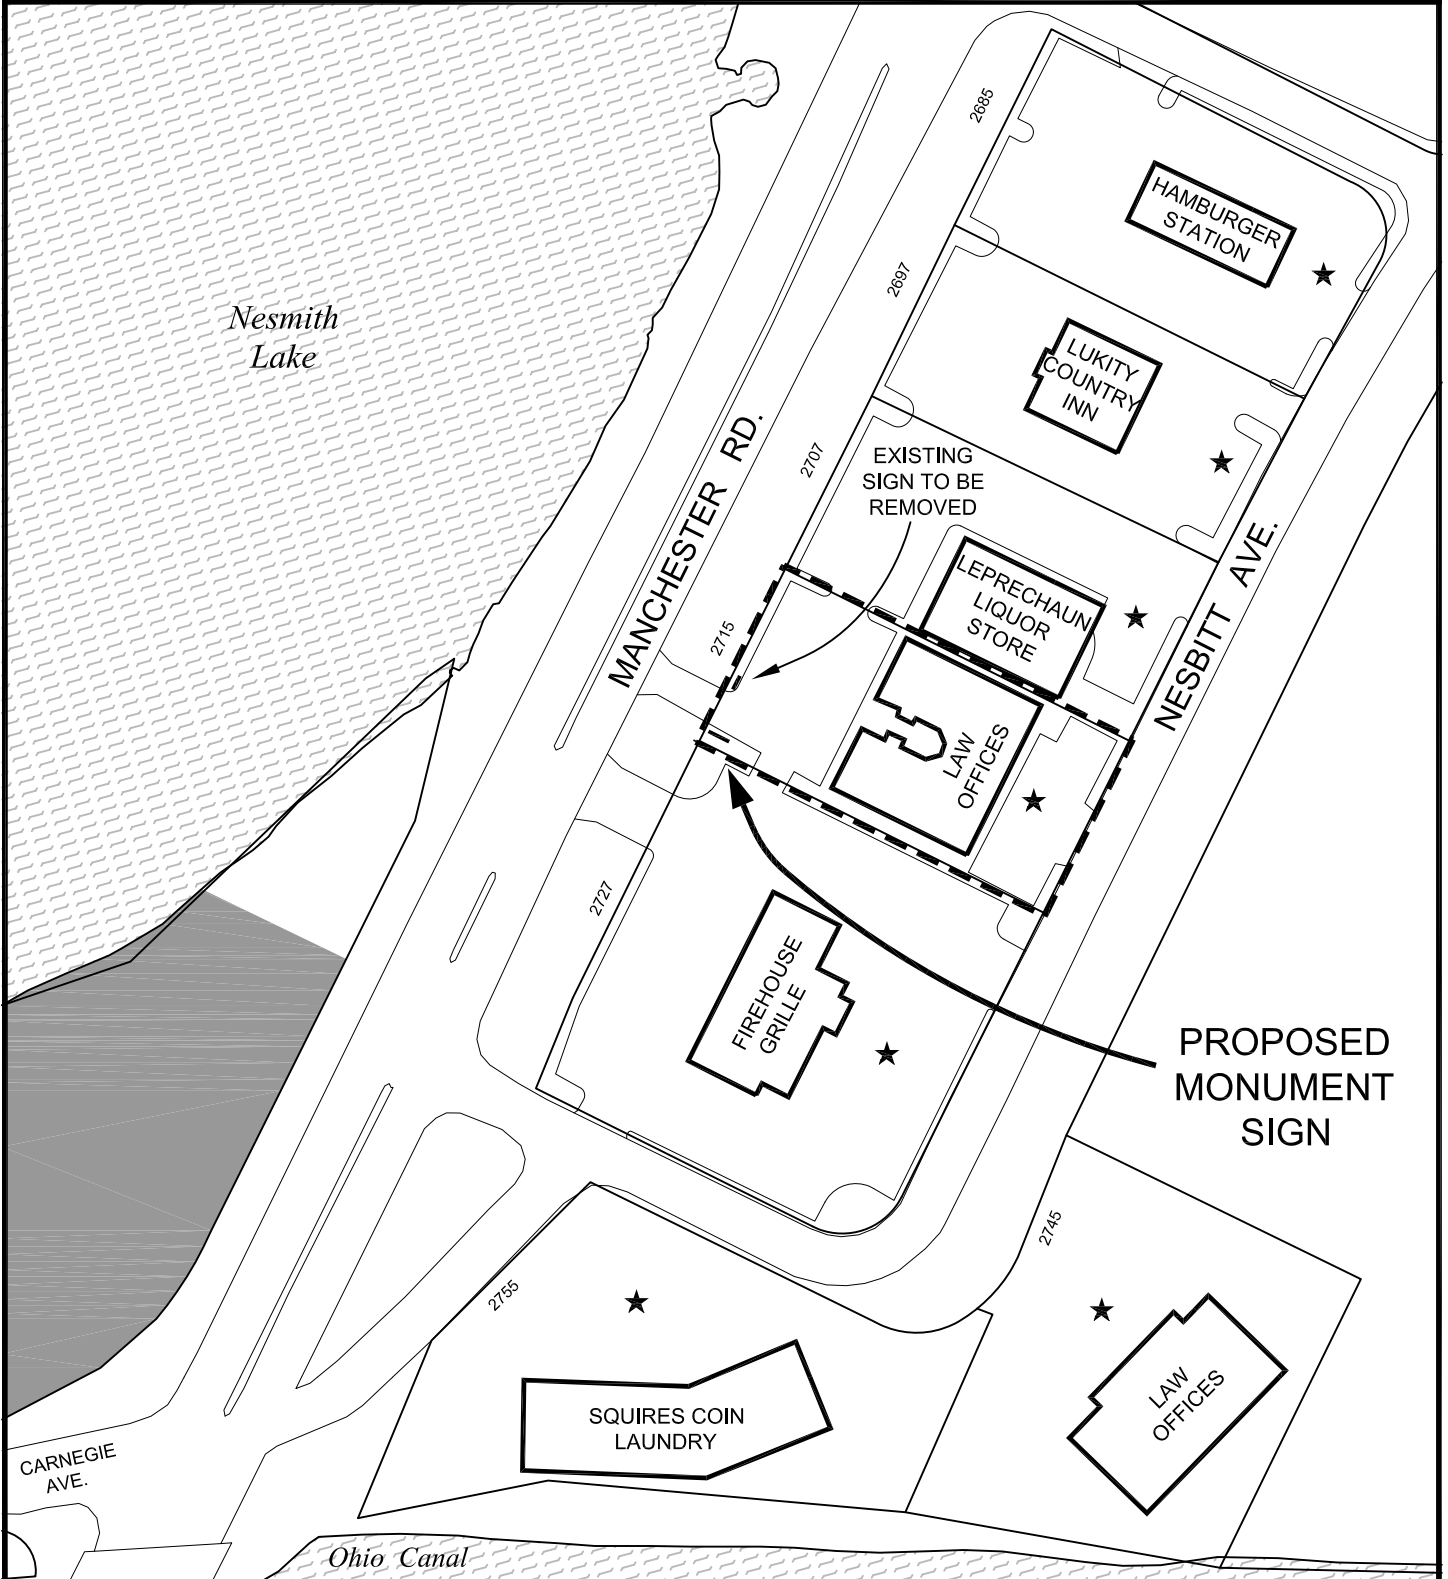 2685
HAMBURGER
STATION
2697
Nesmith
Lake
LUKITY
COUNTRY
INN
MANCHESTER RD.
2707
EXISTING
SIGN TO BE
REMOVED
NESBITT AVE.
LEPRECHAUN
LIQUOR
STORE
2715
LAW
OFFICES
2727
FIREHOUSE
GRILLE
PROPOSED
MONUMENT
SIGN
2745
2755
LAW
OFFICES
SQUIRES COIN
LAUNDRY
CARNEGIE
AVE.
Ohio Canal